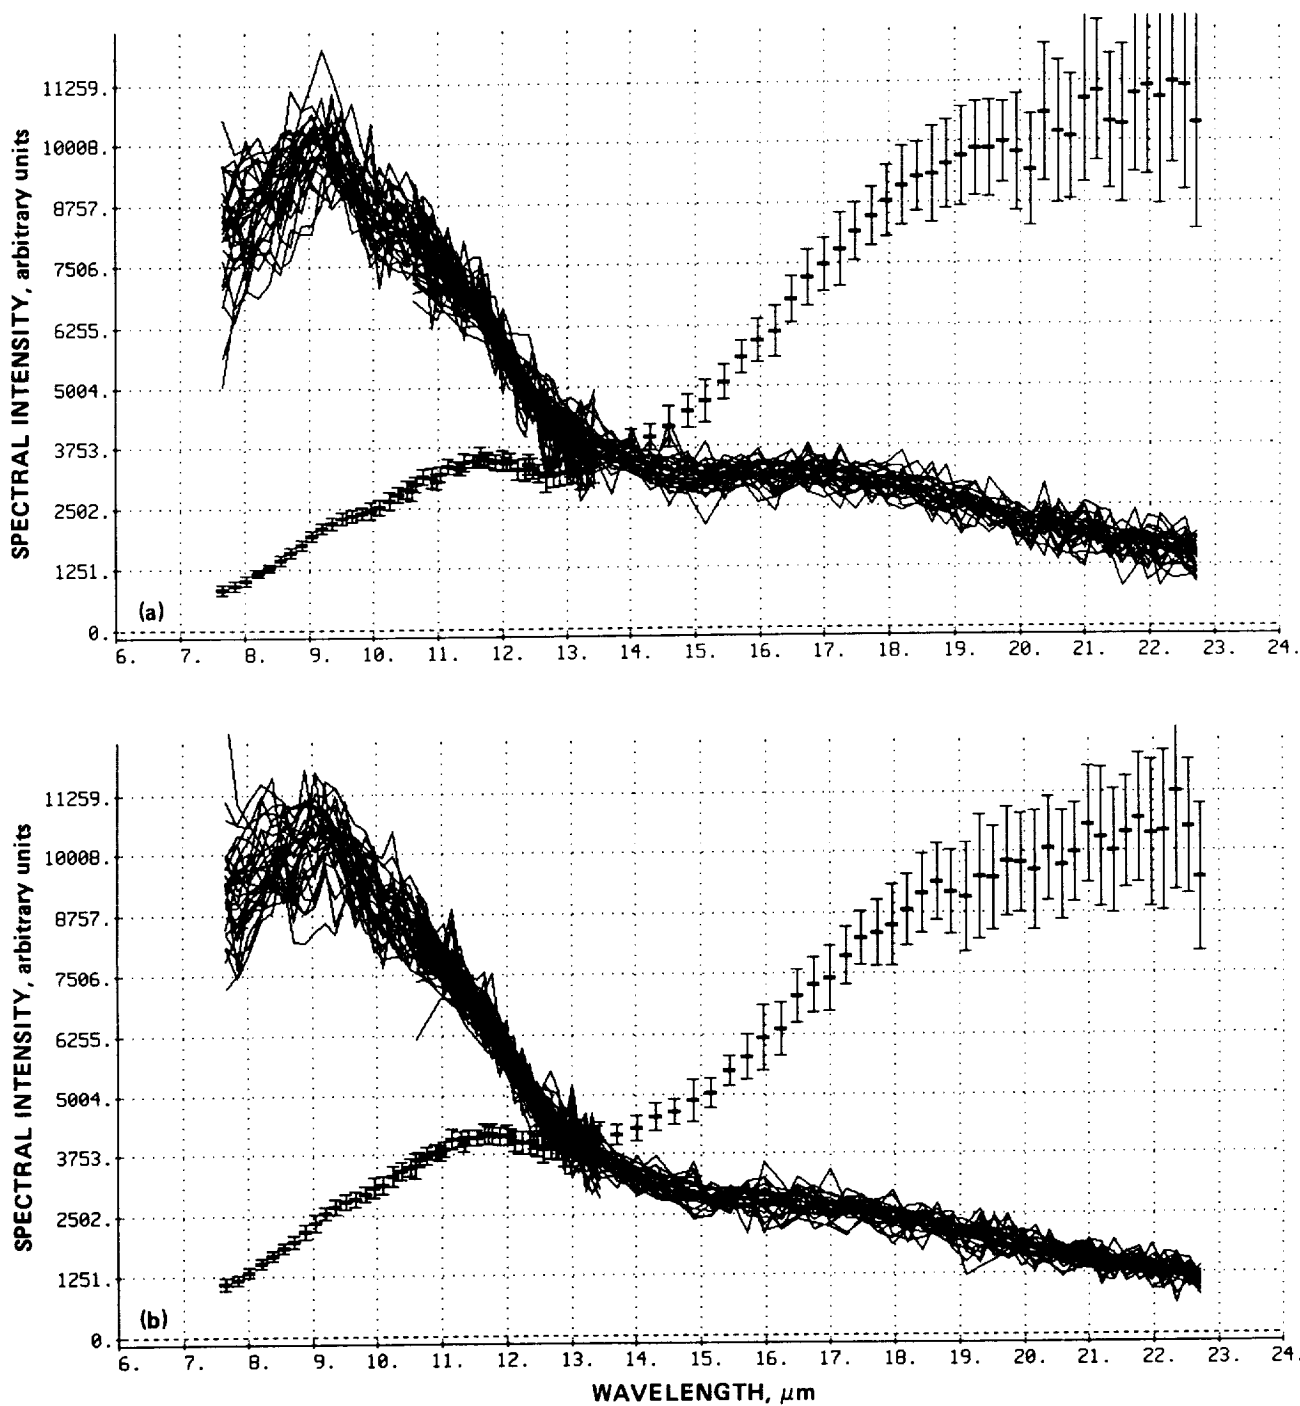 SPECTRAL INTENSITY, arbitrary units
11259.
10008.
8757.
7506.
6255.
5004.
3753.
2502.
1251.
0.
(a)
6. 7. 8. 9. 10. 11. 12. 13. 14. 15. 16. 17. 18. 19. 20. 21. 22. 23. 24.
SPECTRAL INTENSITY, arbitrary units
11259.
10008.
8757.
7506.
6255.
5004.
3753.
2502.
1251.
0.
(b)
6. 7. 8. 9. 10. 11. 12. 13. 14. 15. 16. 17. 18. 19. 20. 21. 22. 23. 24.
WAVELENGTH, μm